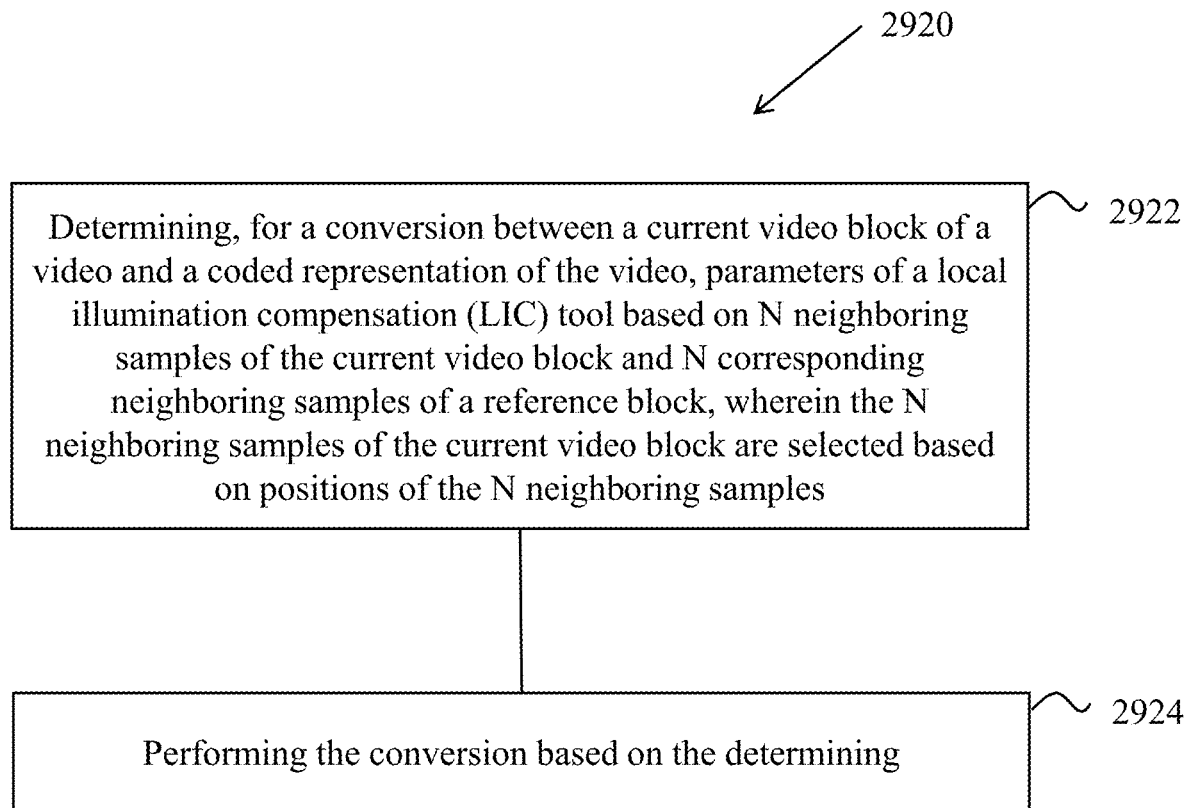 2920
2922
Determining, for a conversion between a current video block of a
video and a coded representation of the video, parameters of a local
illumination compensation (LIC) tool based on N neighboring
samples of the current video block and N corresponding
neighboring samples of a reference block, wherein the N
neighboring samples of the current video block are selected based
on positions of the N neighboring samples
2924
Performing the conversion based on the determining